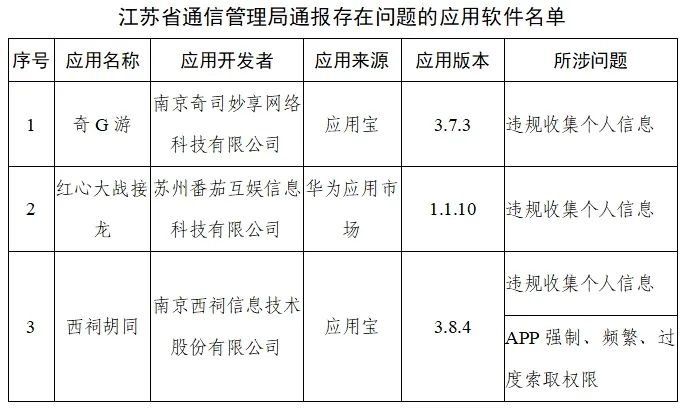 江苏省通信管理局通报存在问题的应用软件名单
序号 应用名称 应用开发者 应用来源 应用版本 所涉问题
1 奇 G 游 南京奇司妙享网络科技有限公司 应用宝 3.7.3 违规收集个人信息
2 红心大战接龙 苏州番茄互娱信息科技有限公司 华为应用市场 1.1.10 违规收集个人信息
3 西祠胡同 南京西祠信息技术股份有限公司 应用宝 3.8.4 违规收集个人信息
APP 强制、频繁、过度索取权限